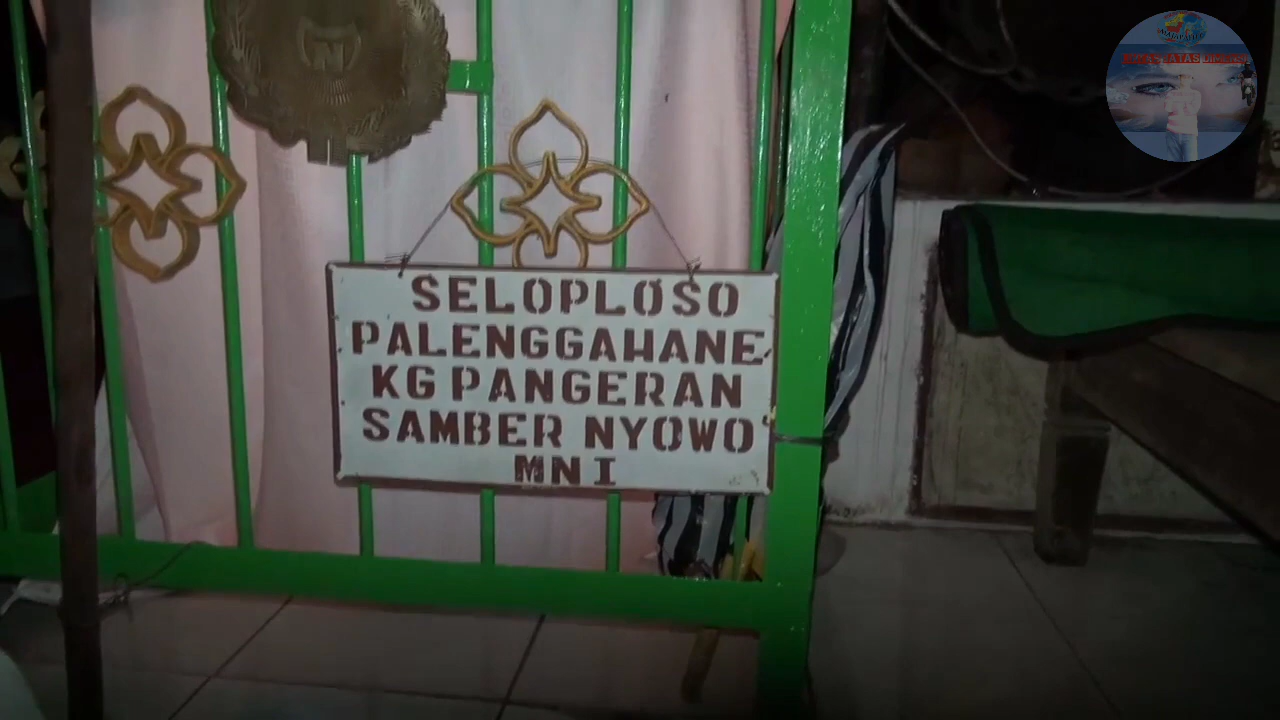 SELOPLOSO
PALENGGAHANE
KG PANGERAN
SAMBER NYOWO
MNI